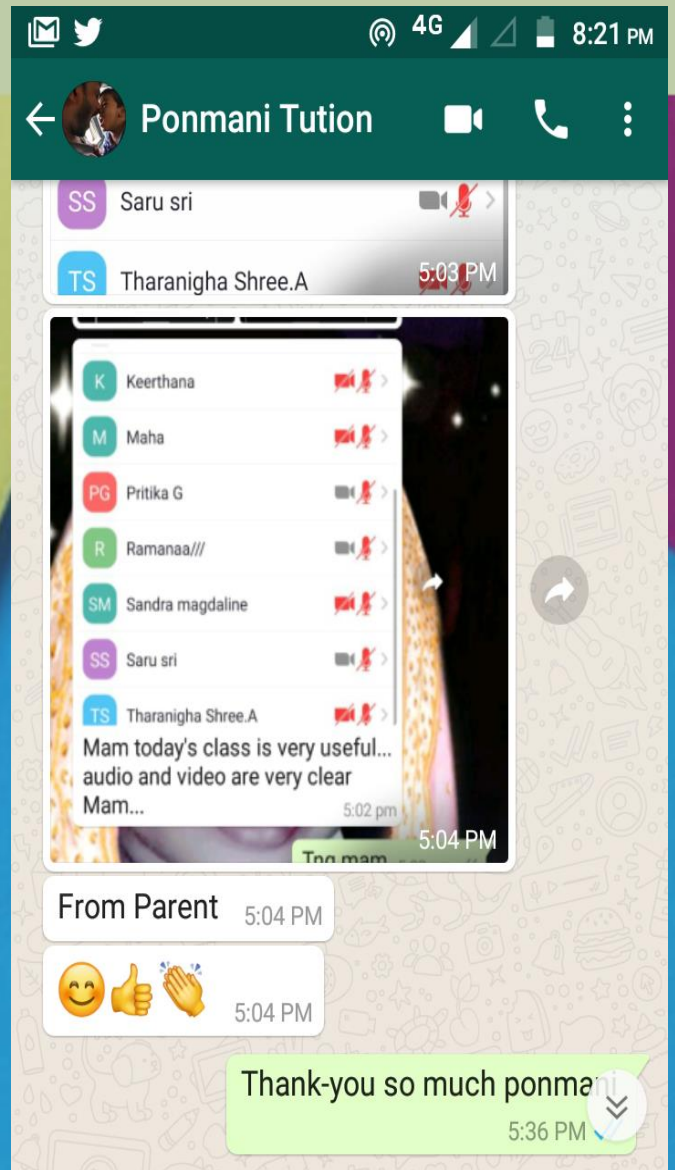 4G 8:21 PM
Ponmani Tution
SS Saru sri
TS Tharanigha Shree.A 5:03 PM
K Keerthana
M Maha
PG Pritika G
R Ramanaa///
SM Sandra magdaline
SS Saru sri
TS Tharanigha Shree.A
Mam today's class is very useful...
audio and video are very clear
Mam...
5:02 pm
5:04 PM
Tnq mam
From Parent 5:04 PM
😊👍👏 5:04 PM
Thank-you so much ponmani
5:36 PM